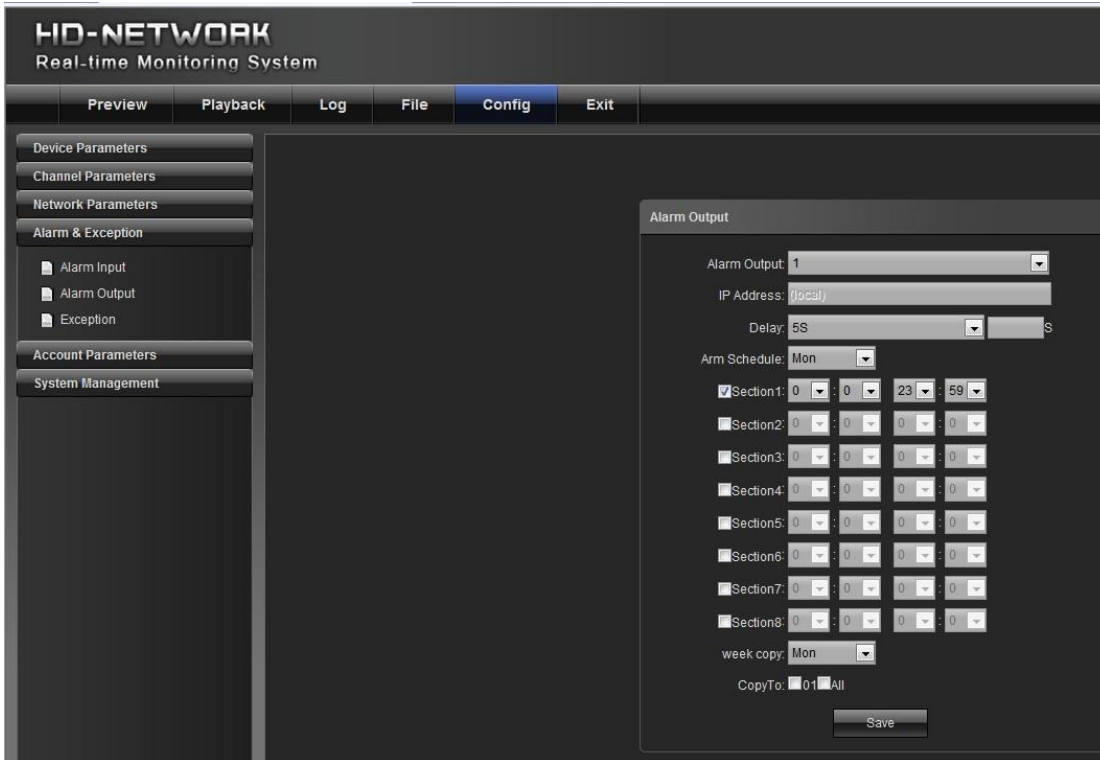 HD-NETWORK
Real-time Monitoring System
Preview Playback Log File Config Exit
Device Parameters
Channel Parameters
Network Parameters
Alarm & Exception
Alarm Input
Alarm Output
Exception
Account Parameters
System Management
Alarm Output
Alarm Output: 1
IP Address: (local)
Delay: 5S S
Arm Schedule: Mon
Section1: 0 : 0 23 : 59
Section2: 0 : 0 0 : 0
Section3: 0 : 0 0 : 0
Section4: 0 : 0 0 : 0
Section5: 0 : 0 0 : 0
Section6: 0 : 0 0 : 0
Section7: 0 : 0 0 : 0
Section8: 0 : 0 0 : 0
week copy: Mon
CopyTo: 01 All
Save